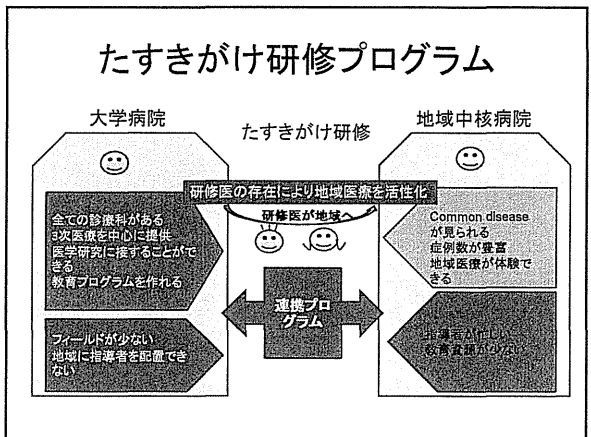 たすきがけ研修プログラム
大学病院
たすきがけ研修
地域中核病院
研修医の存在により地域医療を活性化
研修医が地域へ
全ての診療科がある
3次医療を中心に提供
医学研究に接することがで
きる
教育プログラムを作れる
Common disease
が見られる
症例数が豊富
地域医療が体験で
きる
連携プロ
グラム
フィールドが少ない
地域に指導者を配置でき
ない
指導者が忙しい
教育資源が少ない